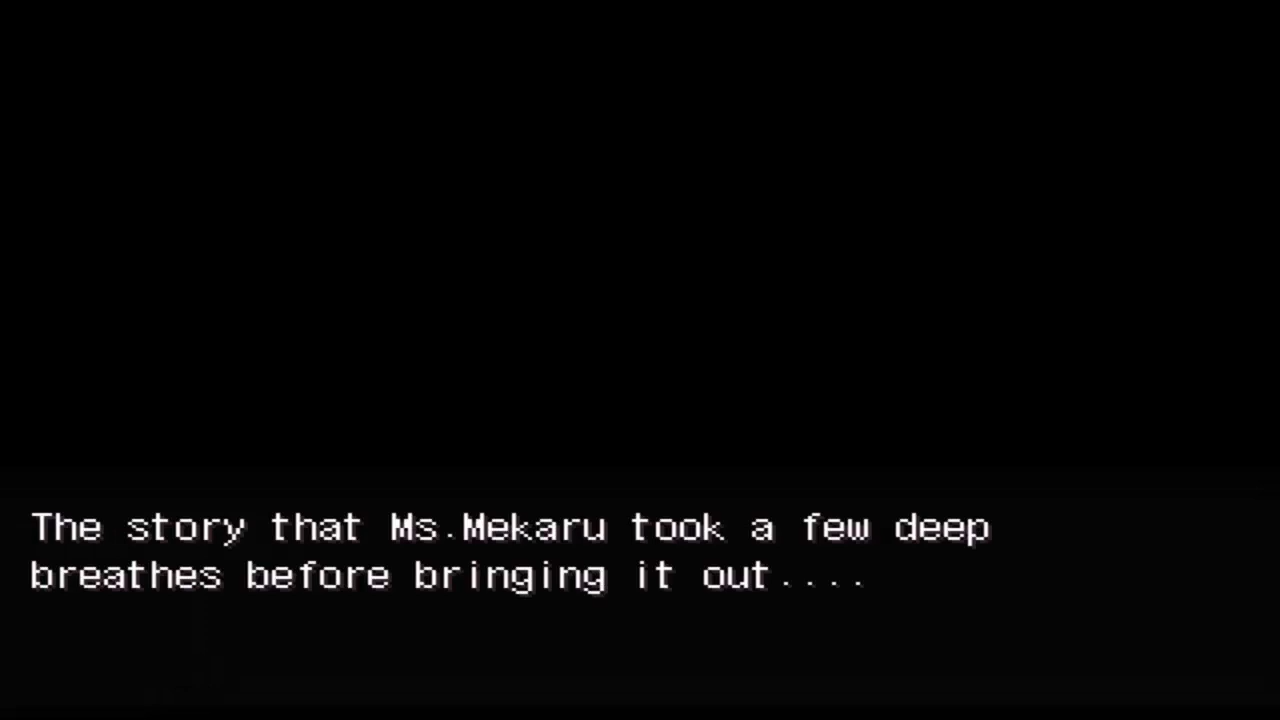 The story that Ms.Mekaru took a few deep
breathes before bringing it out....